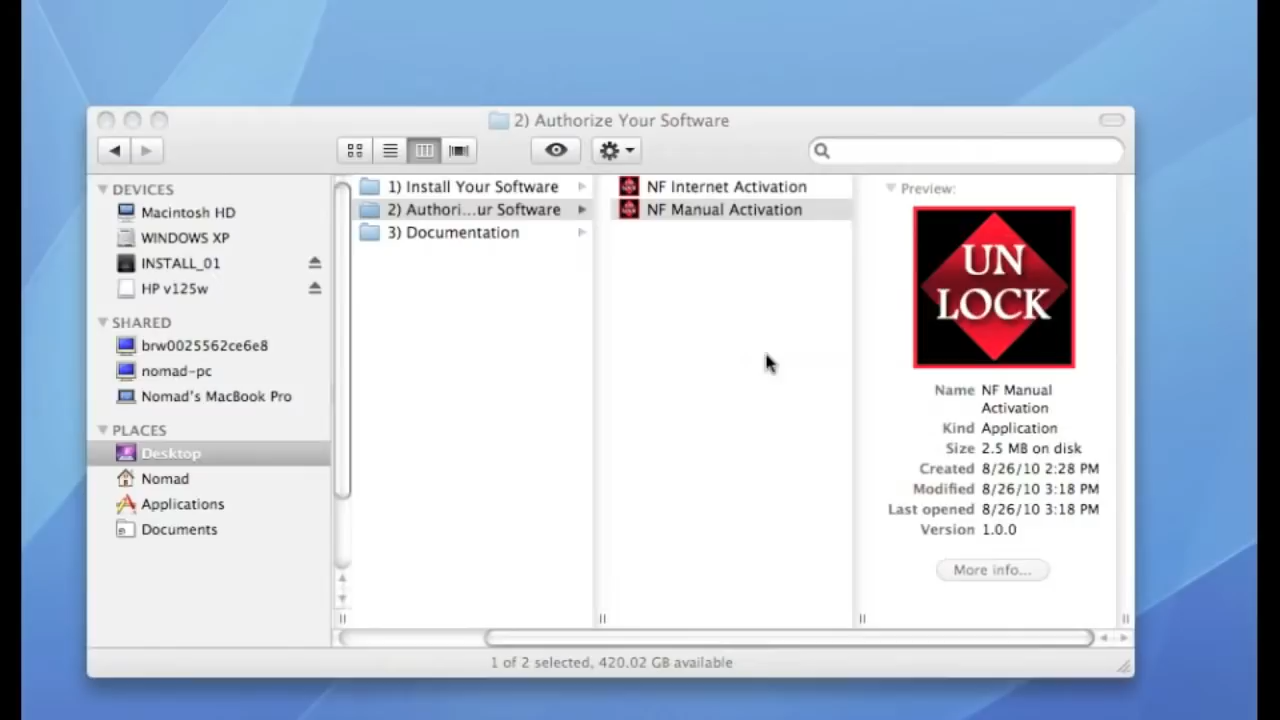 2) Authorize Your Software
DEVICES
Macintosh HD
WINDOWS XP
INSTALL_01
HP v125w
SHARED
brw0025562ce6e8
nomad-pc
Nomad's MacBook Pro
PLACES
Desktop
Nomad
Applications
Documents
1) Install Your Software
2) Authori...ur Software
3) Documentation
NF Internet Activation
NF Manual Activation
Preview:
UN
LOCK
Name NF Manual
Activation
Kind Application
Size 2.5 MB on disk
Created 8/26/10 2:28 PM
Modified 8/26/10 3:18 PM
Last opened 8/26/10 3:18 PM
Version 1.0.0
More info...
1 of 2 selected, 420.02 GB available